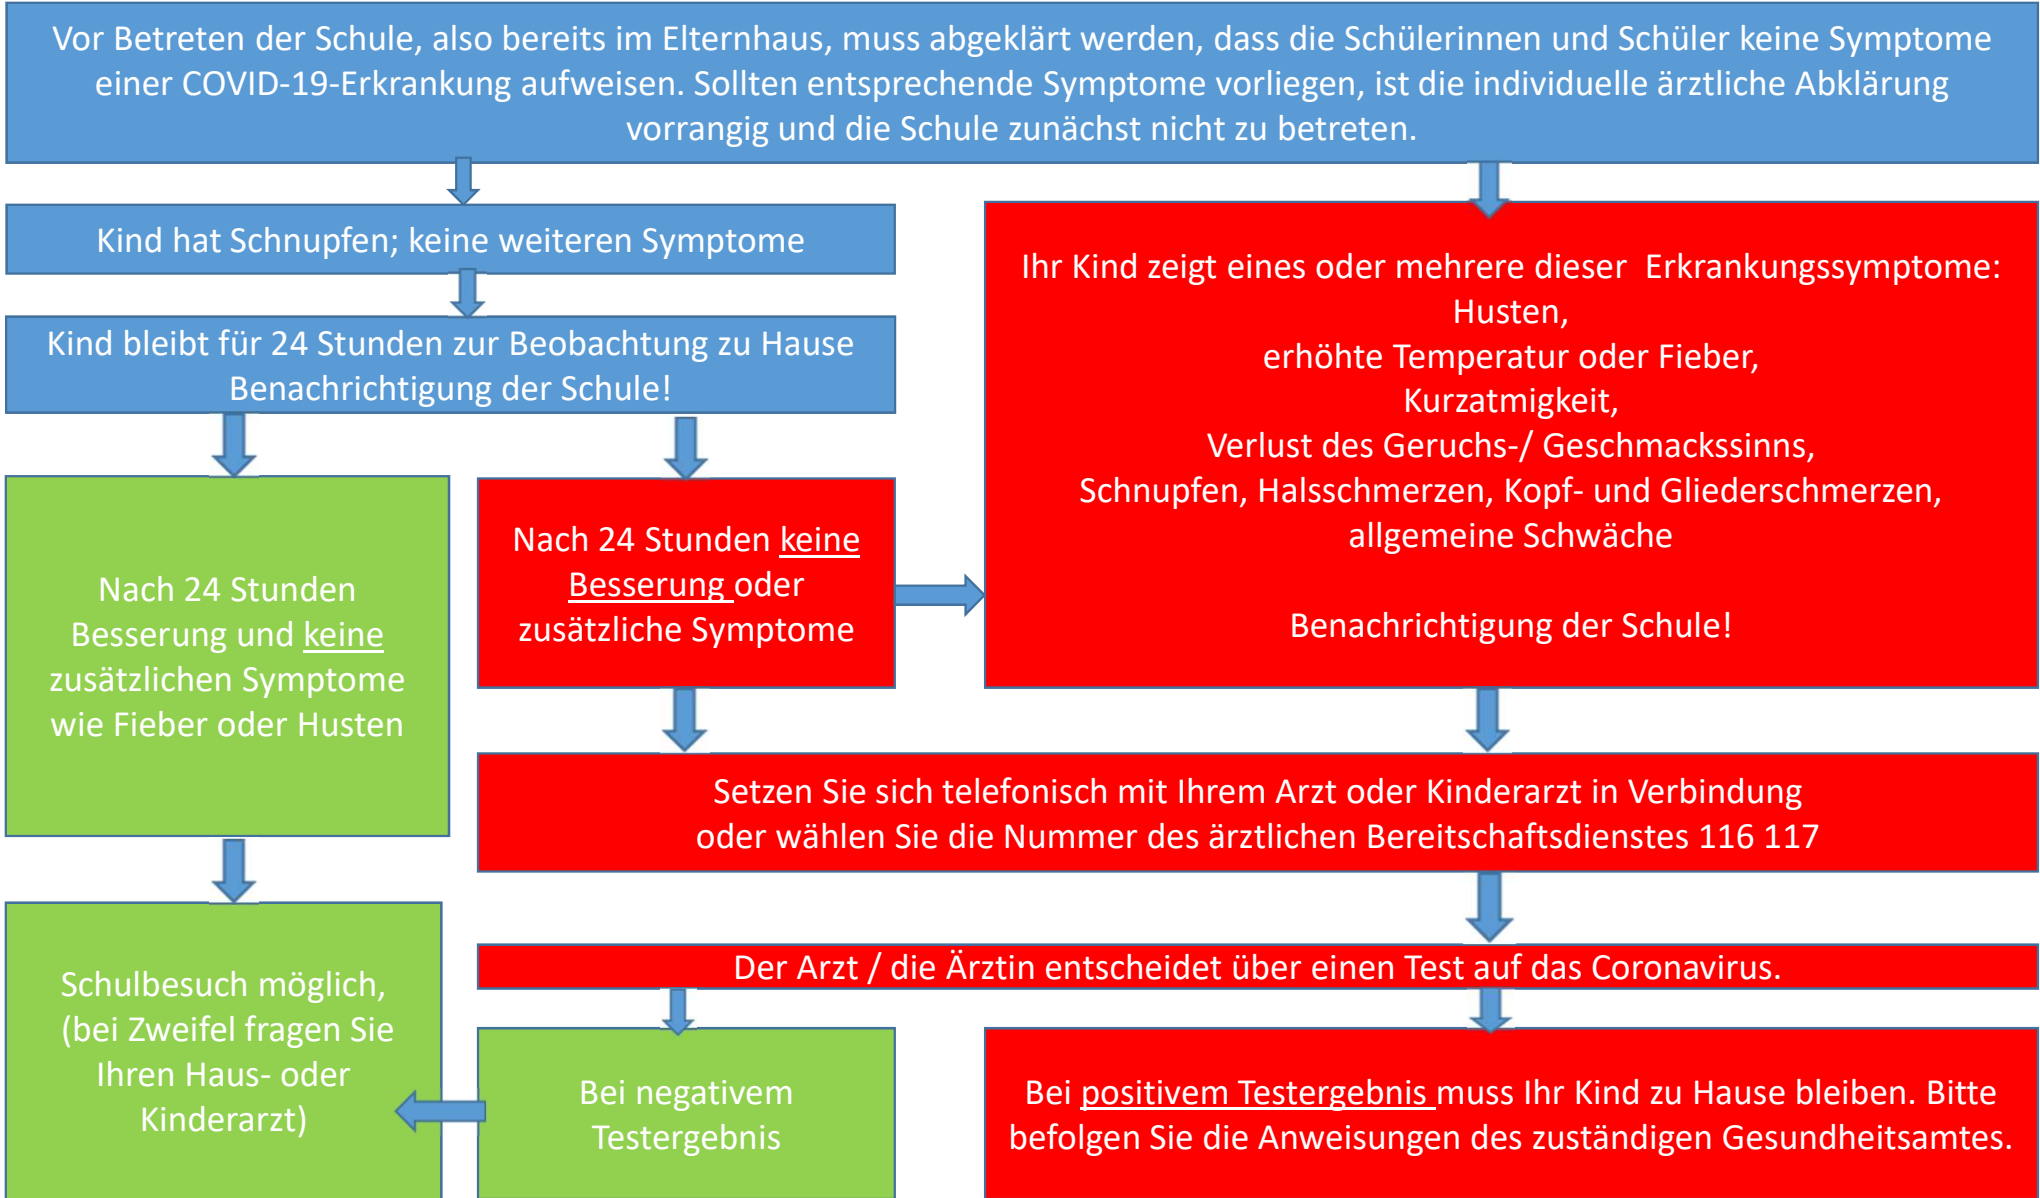 Vor Betreten der Schule, also bereits im Elternhaus, muss abgeklärt werden, dass die Schülerinnen und Schüler keine Symptome
einer COVID-19-Erkrankung aufweisen. Sollten entsprechende Symptome vorliegen, ist die individuelle ärztliche Abklärung
vorrangig und die Schule zunächst nicht zu betreten.
Kind hat Schnupfen; keine weiteren Symptome
Kind bleibt für 24 Stunden zur Beobachtung zu Hause
Benachrichtigung der Schule!
Nach 24 Stunden
Besserung und keine
zusätzlichen Symptome
wie Fieber oder Husten
Nach 24 Stunden keine
Besserung oder
zusätzliche Symptome
Ihr Kind zeigt eines oder mehrere dieser Erkrankungssymptome:
Husten,
erhöhte Temperatur oder Fieber,
Kurzatmigkeit,
Verlust des Geruchs-/ Geschmackssinns,
Schnupfen, Halsschmerzen, Kopf- und Gliederschmerzen,
allgemeine Schwäche
Benachrichtigung der Schule!
Setzen Sie sich telefonisch mit Ihrem Arzt oder Kinderarzt in Verbindung
oder wählen Sie die Nummer des ärztlichen Bereitschaftsdienstes 116 117
Der Arzt / die Ärztin entscheidet über einen Test auf das Coronavirus.
Schulbesuch möglich,
(bei Zweifel fragen Sie
Ihren Haus- oder
Kinderarzt)
Bei negativem
Testergebnis
Bei positivem Testergebnis muss Ihr Kind zu Hause bleiben. Bitte
befolgen Sie die Anweisungen des zuständigen Gesundheitsamtes.